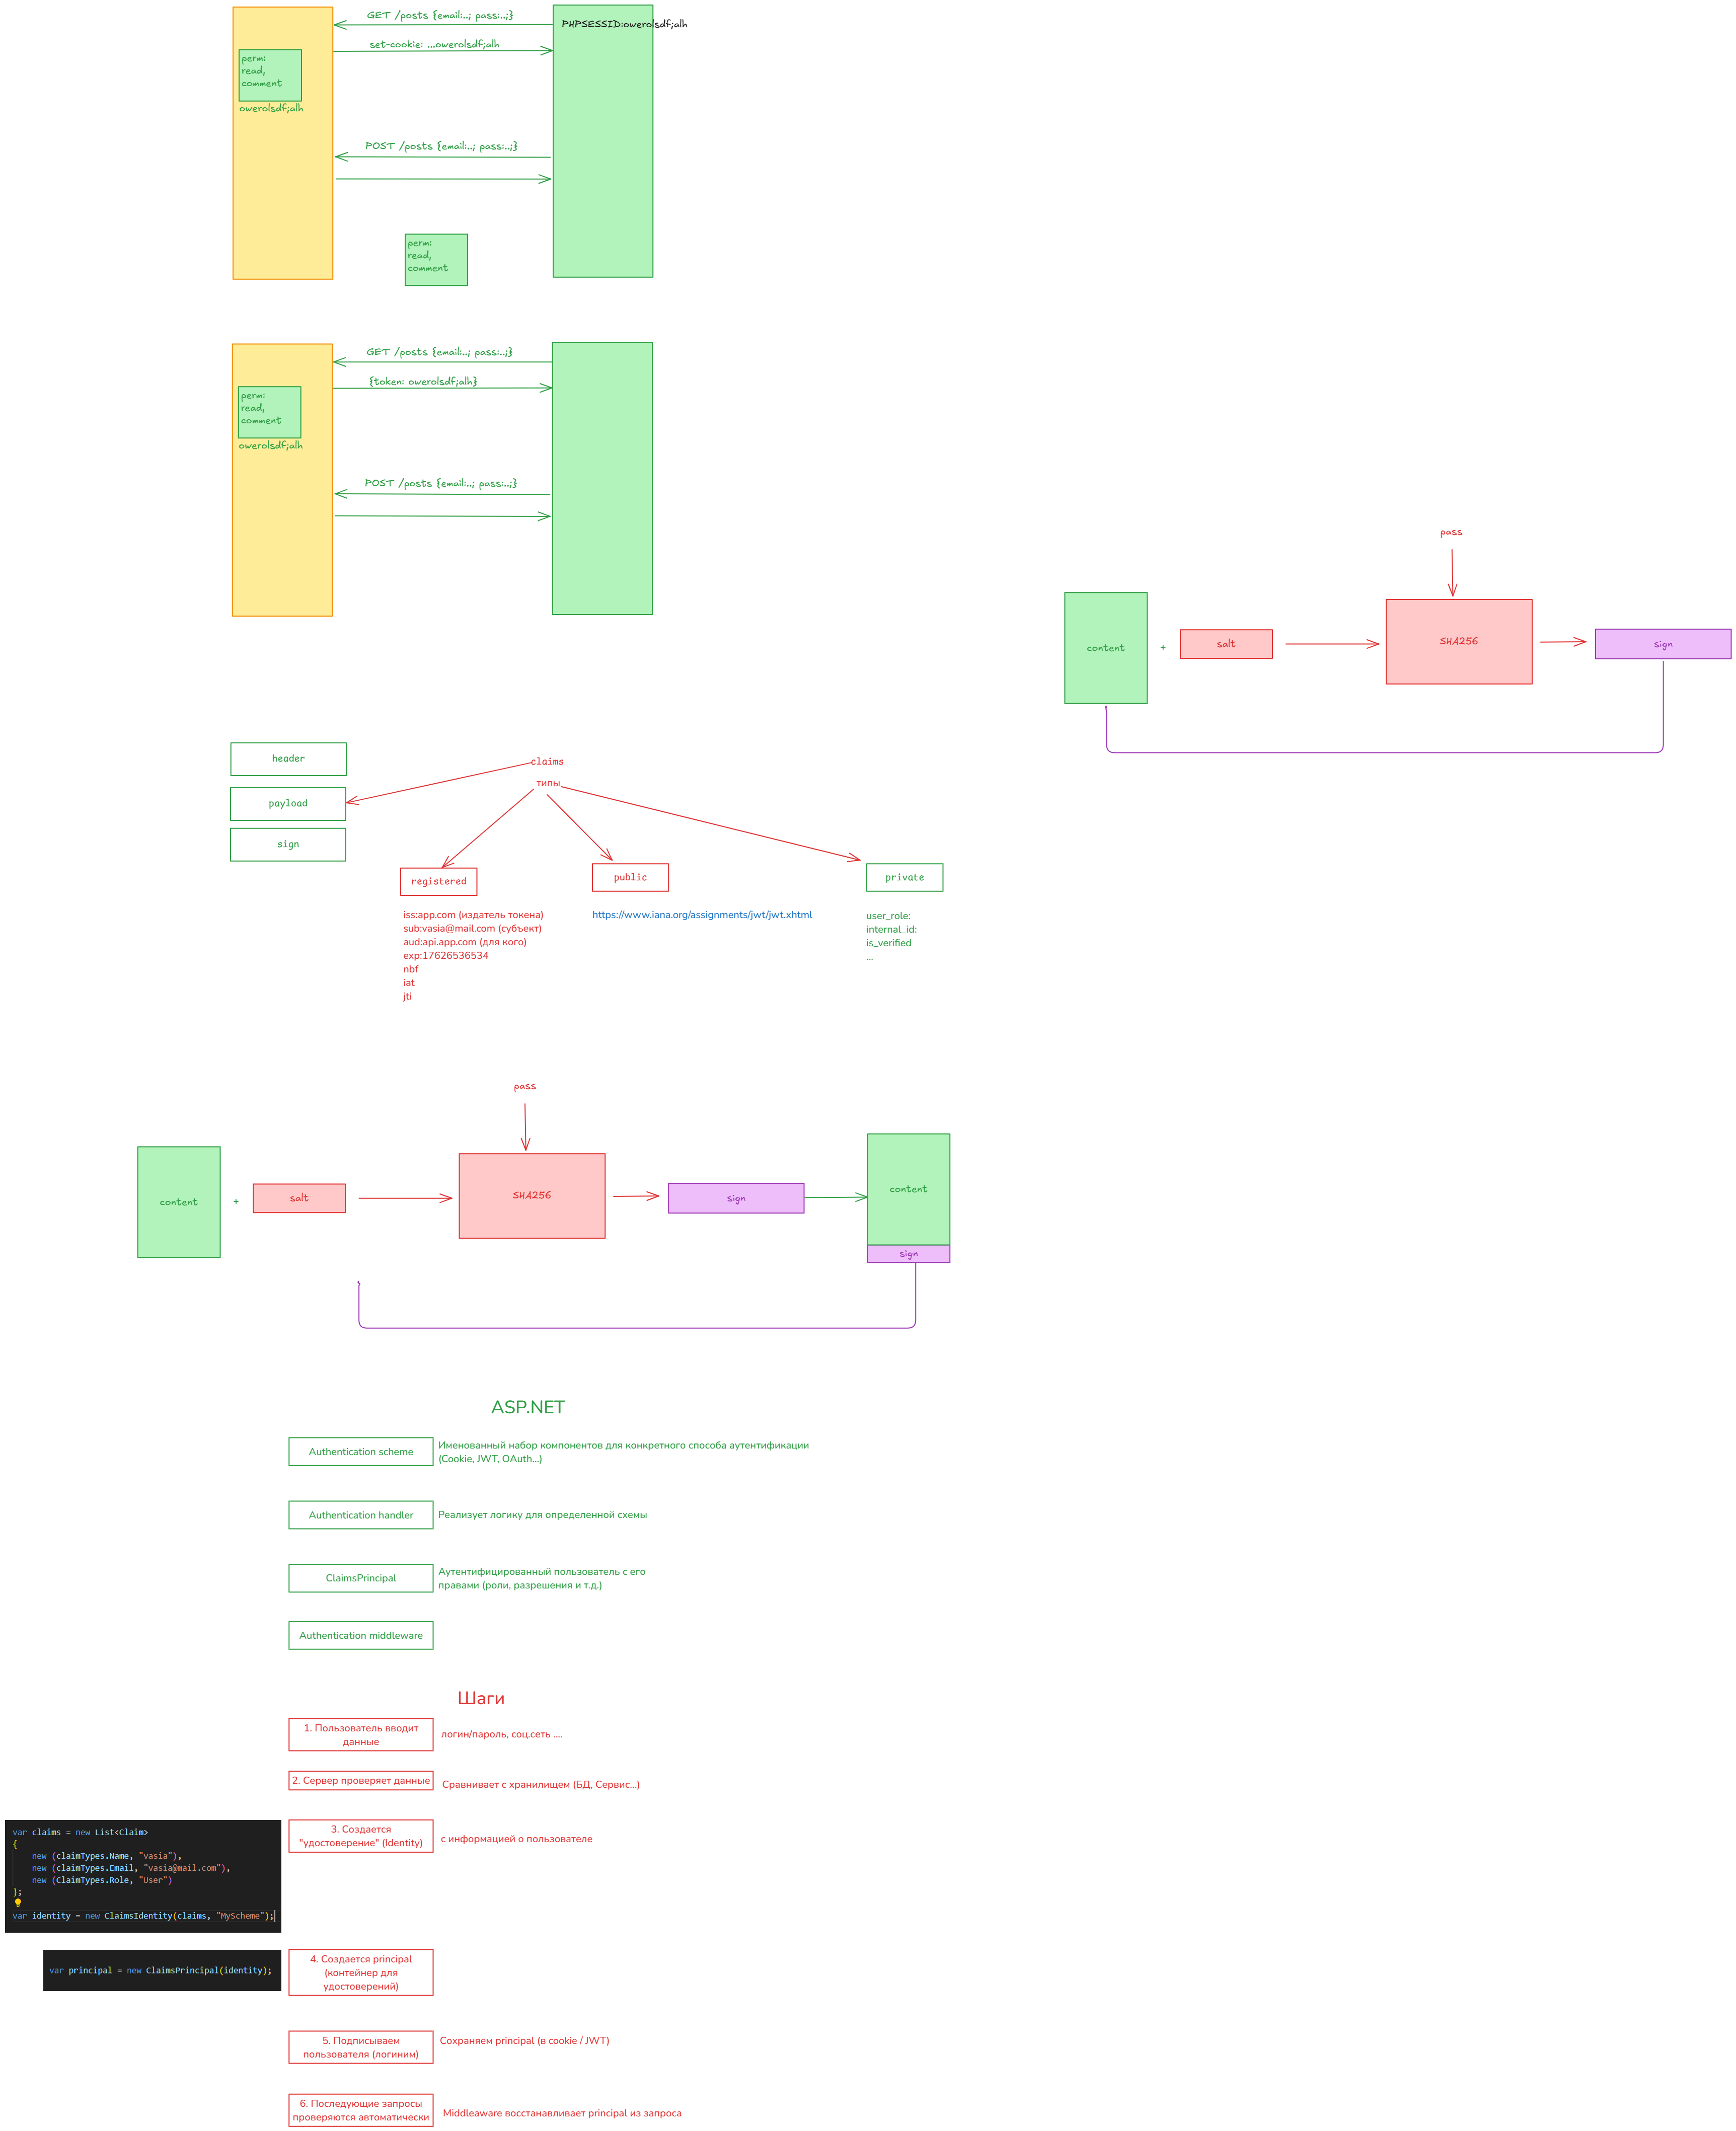 GET /posts {email:..; pass:..;}
PHPSESSID:owerolsdf;alh
set-cookie: ...owerolsdf;alh
perm:
read,
comment
owerolsdf;alh
POST /posts {email:..; pass:..;}
perm:
read,
comment
GET /posts {email:..; pass:..;}
{token: owerolsdf;alh}
perm:
read,
comment
owerolsdf;alh
POST /posts {email:..; pass:..;}
pass
content
+
salt
SHA256
sign
header
payload
sign
claims
типы
registered
public
private
iss:app.com (издатель токена)
sub:vasia@mail.com (субъект)
aud:api.app.com (для кого)
exp:17626536534
nbf
iat
jti
https://www.iana.org/assignments/jwt/jwt.xhtml
user_role:
internal_id:
is_verified
...
pass
content
+
salt
SHA256
sign
content
sign
ASP.NET
Authentication scheme
Именованный набор компонентов для конкретного способа аутентификации
(Cookie, JWT, OAuth...)
Authentication handler
Реализует логику для определенной схемы
ClaimsPrincipal
Аутентифицированный пользователь с его
правами (роли, разрешения и т.д.)
Authentication middleware
Шаги
1. Пользователь вводит
данные
логин/пароль, соц.сеть ....
2. Сервер проверяет данные
Сравнивает с хранилищем (БД, Сервис...)
3. Создается
"удостоверение" (Identity)
с информацией о пользователе
var claims = new List<Claim>
{
new (claimTypes.Name, "vasia"),
new (claimTypes.Email, "vasia@mail.com"),
new (ClaimTypes.Role, "User")
};
var identity = new ClaimsIdentity(claims, "MyScheme");
4. Создается principal
(контейнер для
удостоверений)
var principal = new ClaimsPrincipal(identity);
5. Подписываем
пользователя (логиним)
Сохраняем principal (в cookie / JWT)
6. Последующие запросы
проверяются автоматически
Middleaware восстанавливает principal из запроса